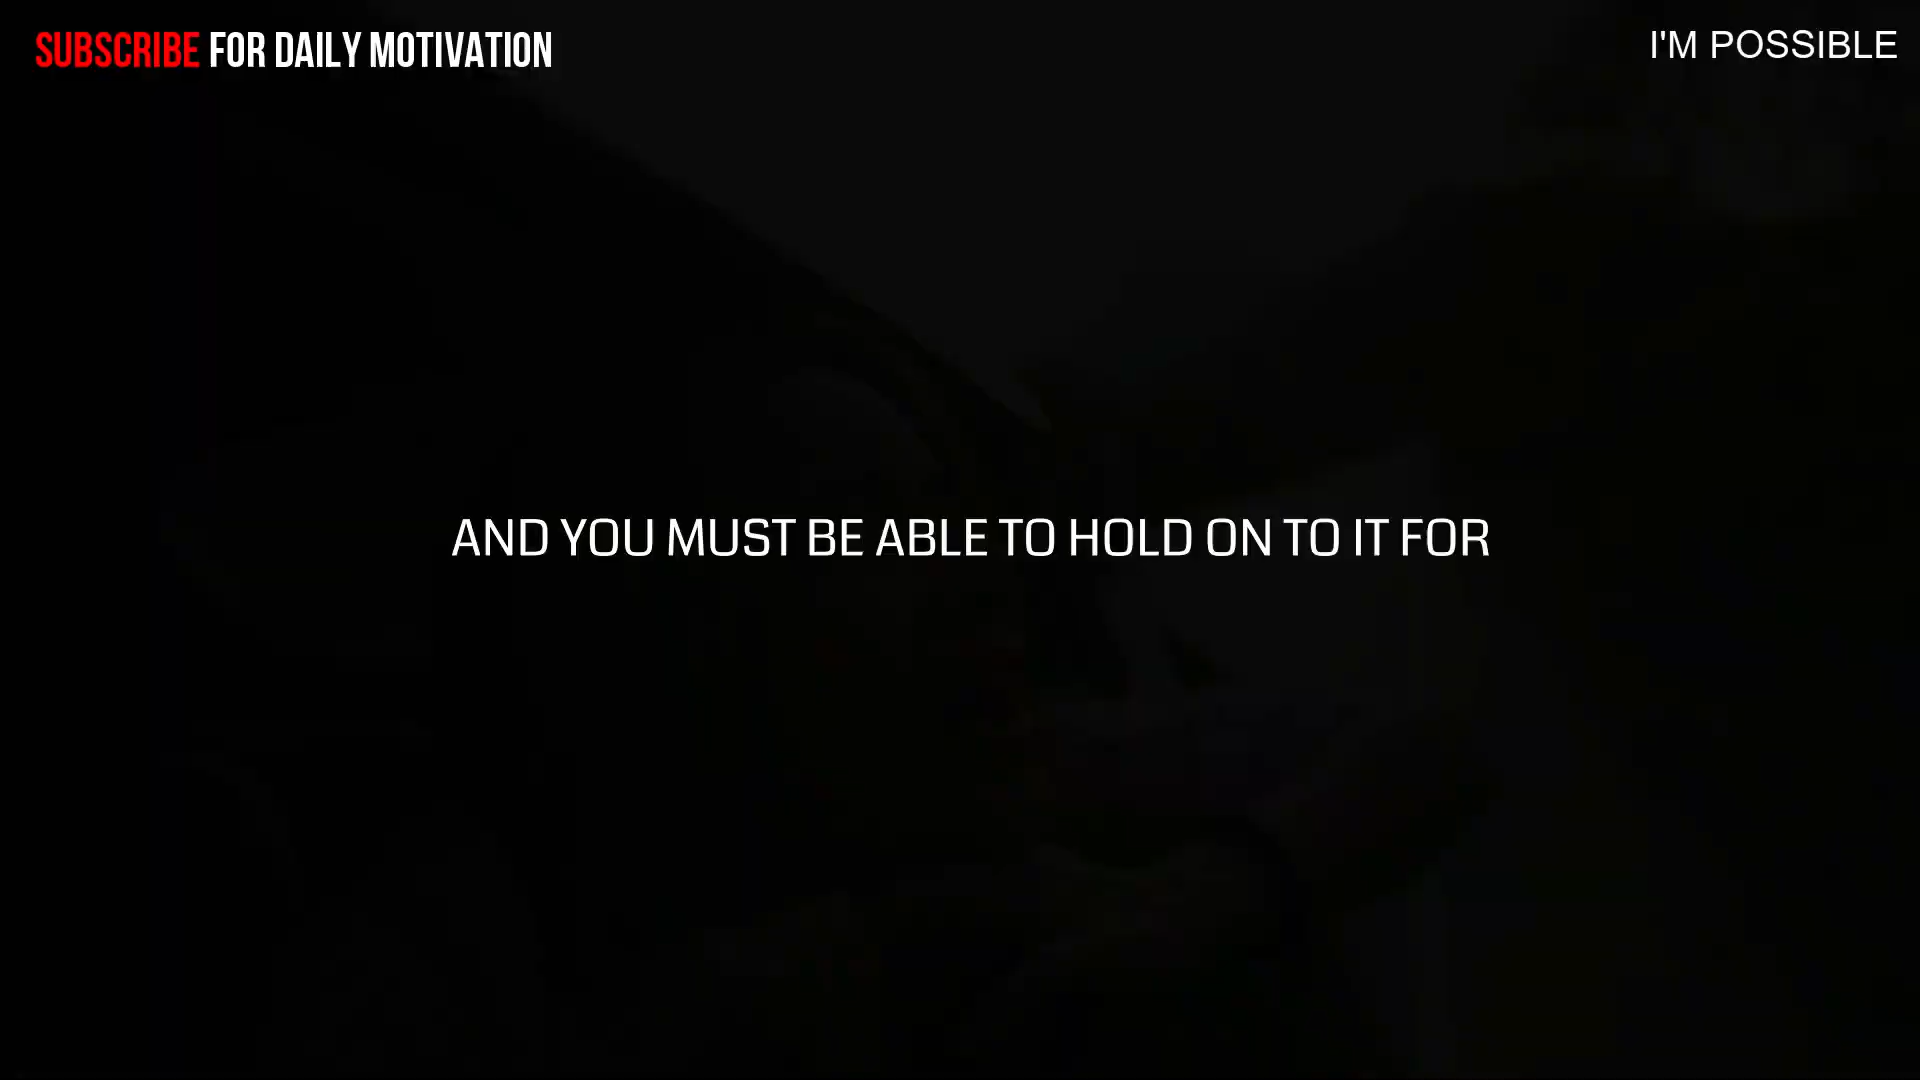 SUBSCRIBE FOR DAILY MOTIVATION
I'M POSSIBLE
AND YOU MUST BE ABLE TO HOLD ON TO IT FOR